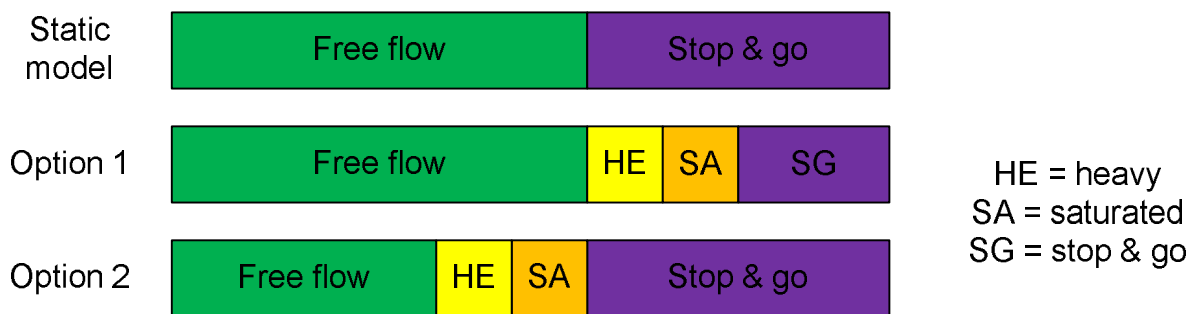 Static
model
Free flow
Stop & go
Option 1
Free flow
HE
SA
SG
HE = heavy
SA = saturated
SG = stop & go
Option 2
Free flow
HE
SA
Stop & go